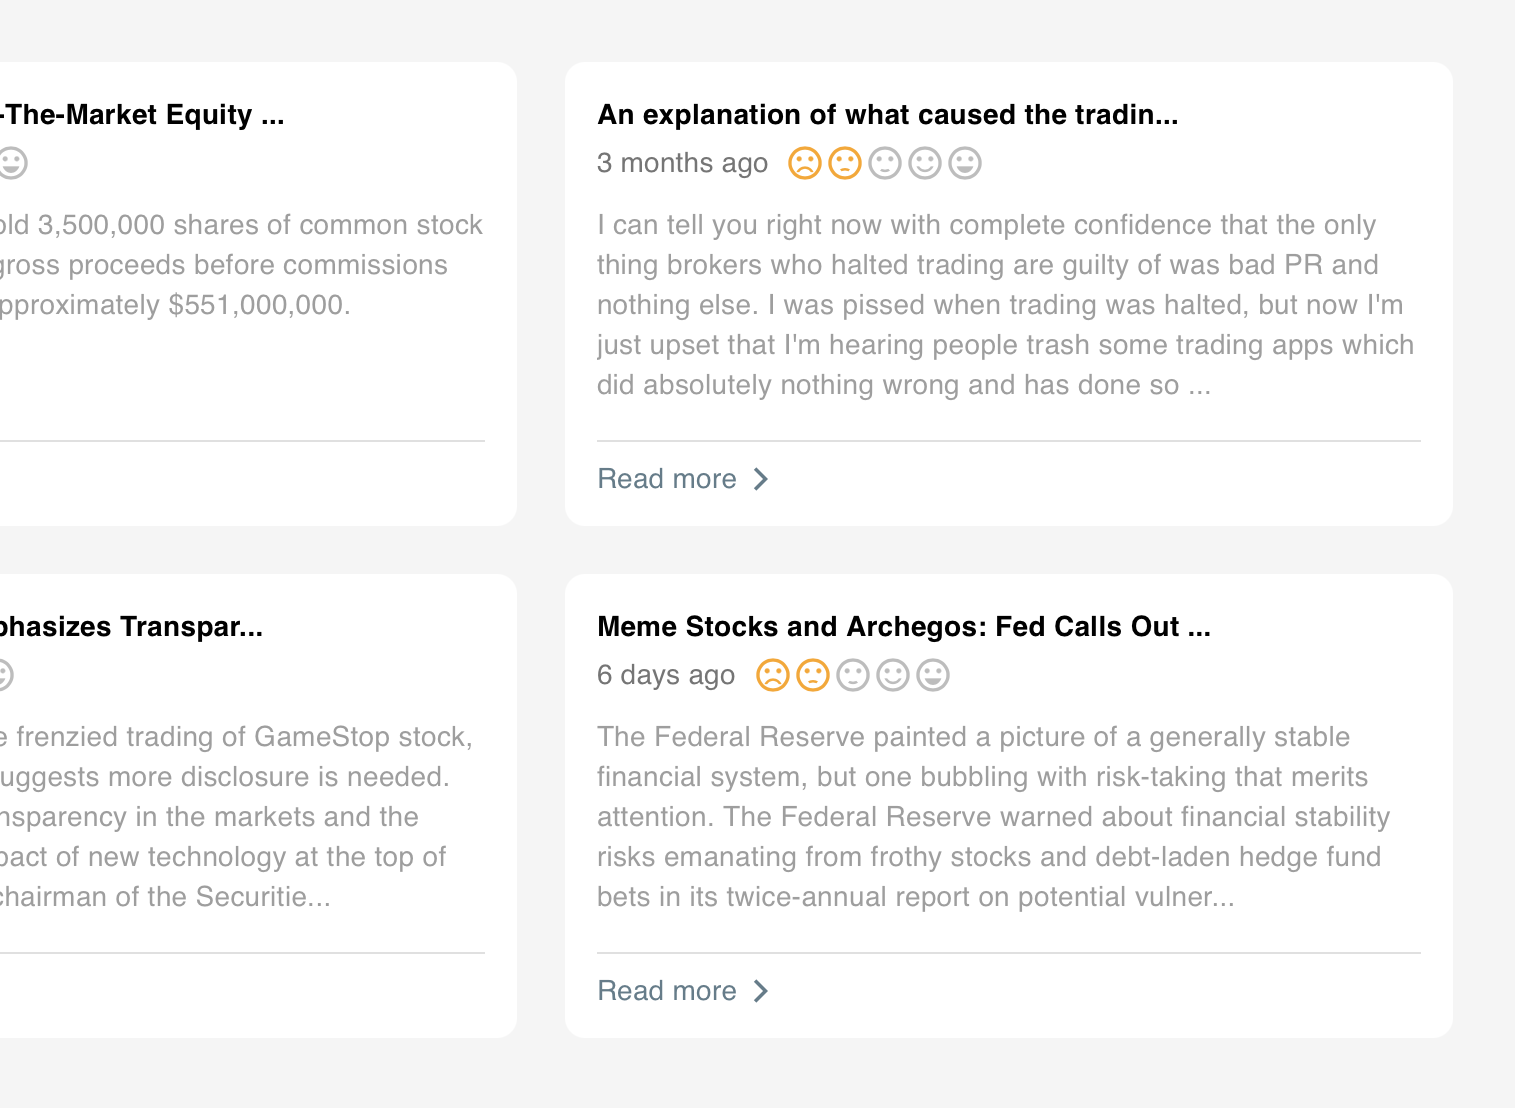 -The-Market Equity ...
3,500,000 shares of common stock
gross proceeds before commissions
$551,000,000.
An explanation of what caused the tradin...
3 months ago
I can tell you right now with complete confidence that the only
thing brokers who halted trading are guilty of was bad PR and
nothing else. I was pissed when trading was halted, but now I'm
just upset that I'm hearing people trash some trading apps which
did absolutely nothing wrong and has done so ...
Read more
phasizes Transpar...
frenzied trading of GameStop stock,
uggests more disclosure is needed.
nsparency in the markets and the
pact of new technology at the top of
chairman of the Securitie...
Meme Stocks and Archegos: Fed Calls Out ...
6 days ago
The Federal Reserve painted a picture of a generally stable
financial system, but one bubbling with risk-taking that merits
attention. The Federal Reserve warned about financial stability
risks emanating from frothy stocks and debt-laden hedge fund
bets in its twice-annual report on potential vulner...
Read more